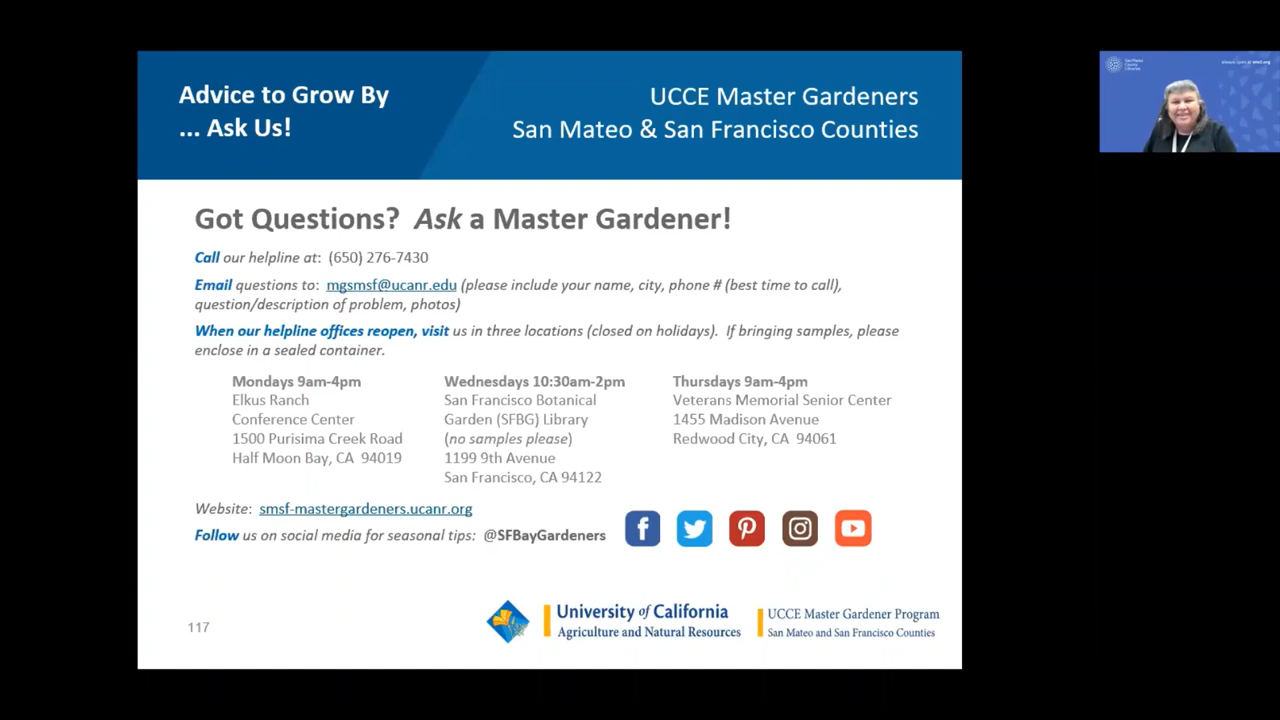 Advice to Grow By
... Ask Us!
UCCE Master Gardeners
San Mateo & San Francisco Counties
San Mateo
County
Libraries
Got Questions? Ask a Master Gardener!
Call our helpline at: (650) 276-7430
Email questions to: mgsmsf@ucanr.edu (please include your name, city, phone # (best time to call),
question/description of problem, photos)
When our helpline offices reopen, visit us in three locations (closed on holidays). If bringing samples, please
enclose in a sealed container.
Mondays 9am-4pm
Elkus Ranch
Conference Center
1500 Purisima Creek Road
Half Moon Bay, CA 94019
Wednesdays 10:30am-2pm
San Francisco Botanical
Garden (SFBG) Library
(no samples please)
1199 9th Avenue
San Francisco, CA 94122
Thursdays 9am-4pm
Veterans Memorial Senior Center
1455 Madison Avenue
Redwood City, CA 94061
Website: smsf-mastergardeners.ucanr.org
Follow us on social media for seasonal tips: @SFBayGardeners
117
University of California
Agriculture and Natural Resources
UCCE Master Gardener Program
San Mateo and San Francisco Counties